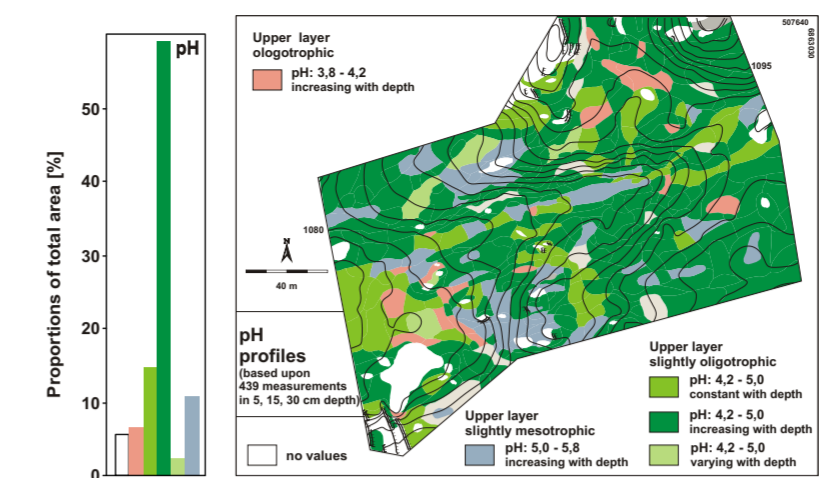 pH
50
40
30
20
10
0
Proportions of total area [%]
Upper layer
ologotrophic
pH: 3,8 - 4,2
increasing with depth
507640
6863030
1095
1080
N
40 m
pH
profiles
(based upon
439 measurements
in 5, 15, 30 cm depth)
no values
Upper layer
slightly mesotrophic
pH: 5,0 - 5,8
increasing with depth
Upper layer
slightly oligotrophic
pH: 4,2 - 5,0
constant with depth
pH: 4,2 - 5,0
increasing with depth
pH: 4,2 - 5,0
varying with depth